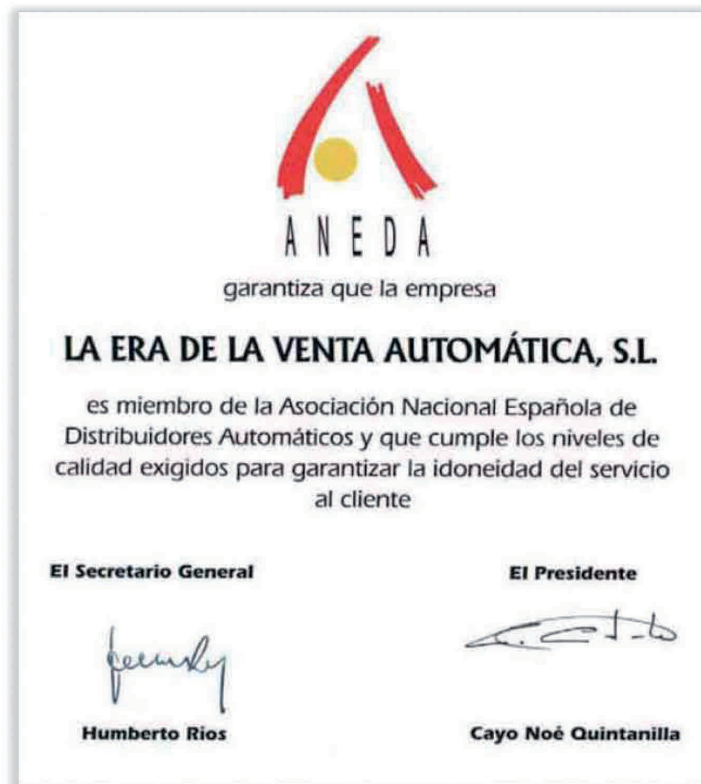 ANEDA
garantiza que la empresa
LA ERA DE LA VENTA AUTOMÁTICA, S.L.
es miembro de la Asociación Nacional Española de
Distribuidores Automáticos y que cumple los niveles de
calidad exigidos para garantizar la idoneidad del servicio
al cliente
El Secretario General
El Presidente
Humberto Rios
Cayo Noé Quintanilla